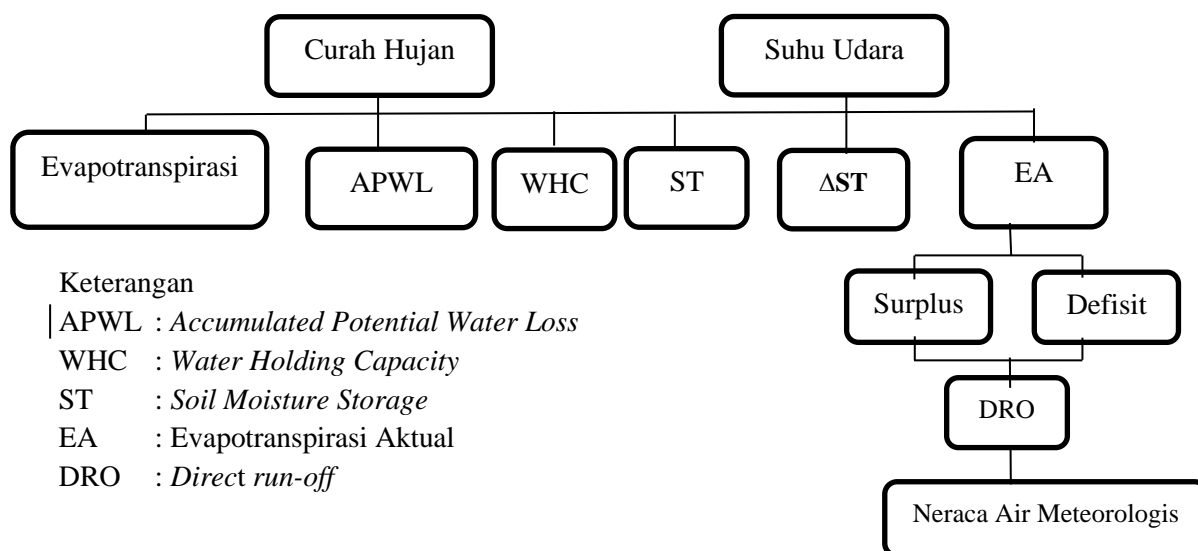 Curah Hujan
Suhu Udara
Evapotranspirasi
APWL
WHC
ST
ΔST
EA
Surplus
Defisit
DRO
Neraca Air Meteorologis
Keterangan
APWL : Accumulated Potential Water Loss
WHC : Water Holding Capacity
ST : Soil Moisture Storage
EA : Evapotranspirasi Aktual
DRO : Direct run-off